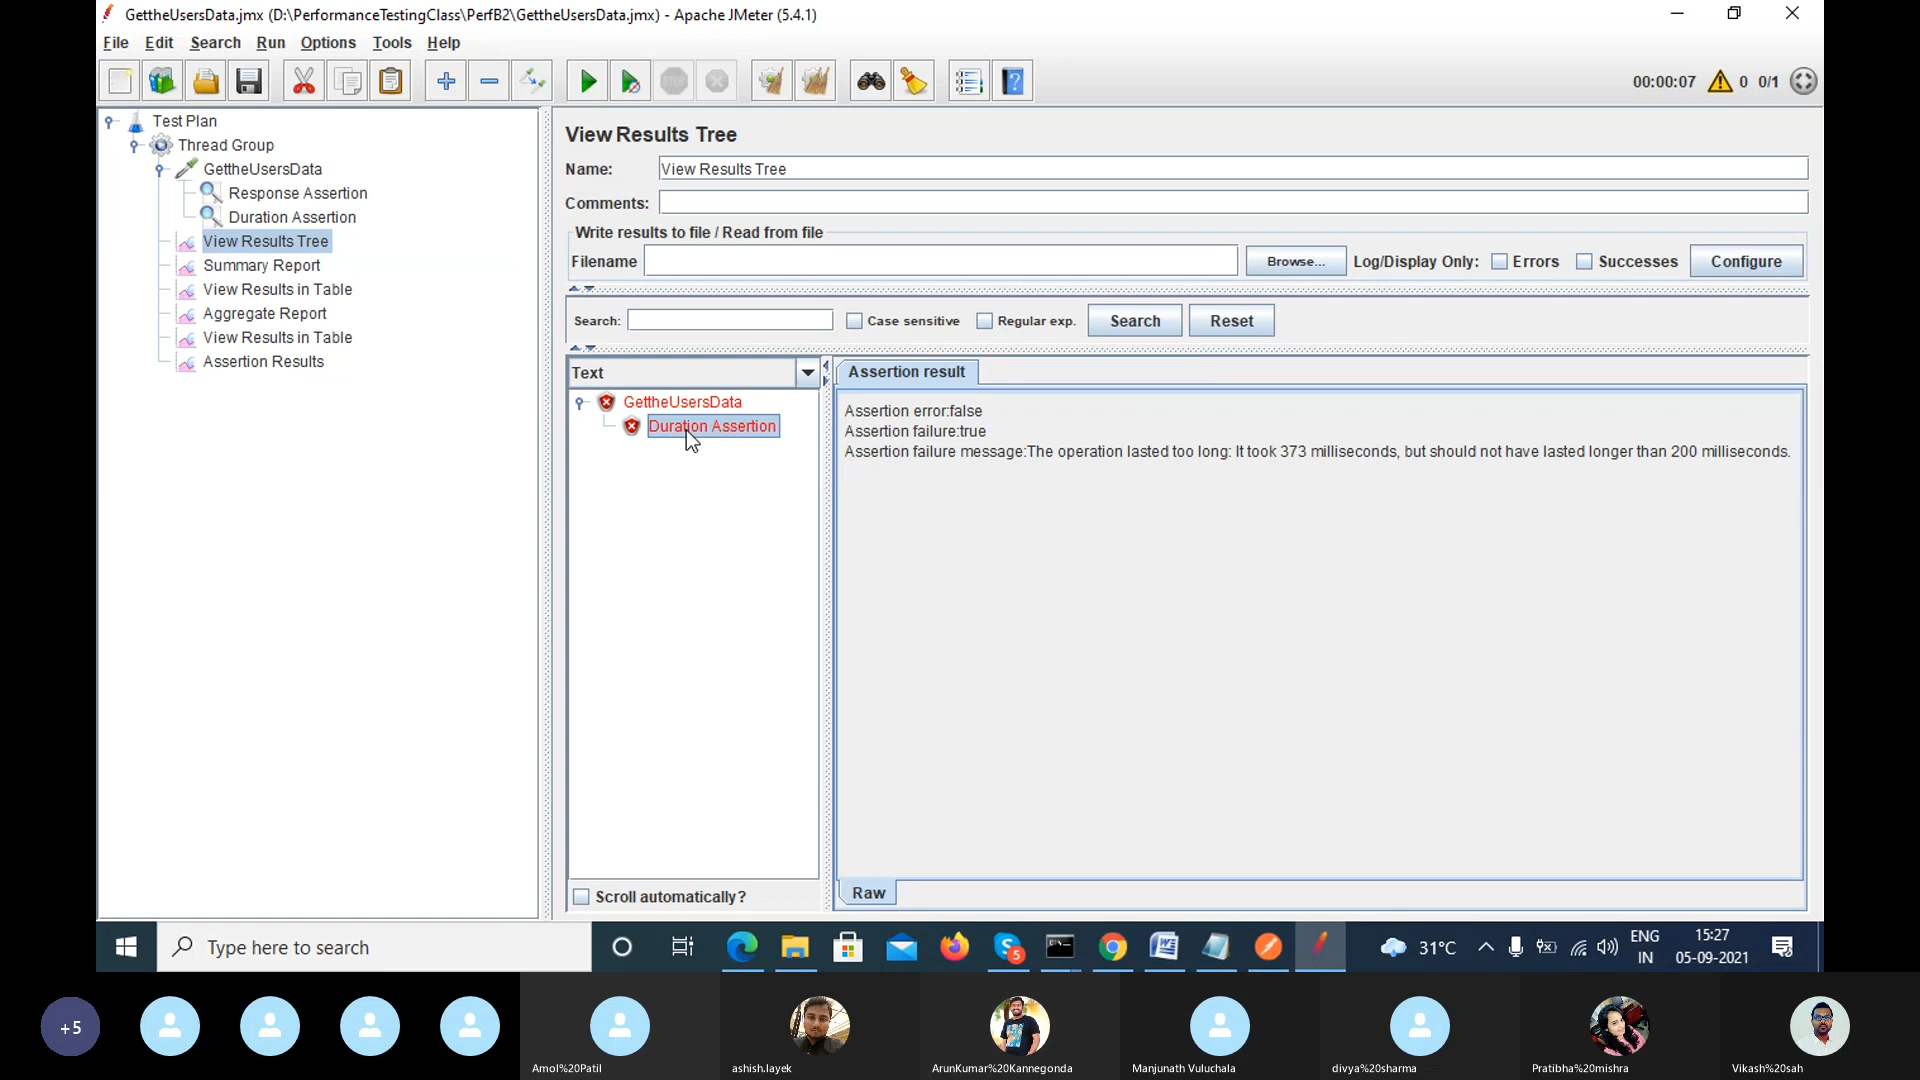 GettheUsersData.jmx (D:\PerformanceTestingClass\PerfB2\GettheUsersData.jmx) - Apache JMeter (5.4.1)
File Edit Search Run Options Tools Help
STOP
00:00:07 0 0/1
Test Plan
Thread Group
GettheUsersData
Response Assertion
Duration Assertion
View Results Tree
Summary Report
View Results in Table
Aggregate Report
View Results in Table
Assertion Results
View Results Tree
Name: View Results Tree
Comments:
Write results to file / Read from file
Filename Browse... Log/Display Only: Errors Successes Configure
Search: Case sensitive Regular exp. Search Reset
Text
GettheUsersData
Duration Assertion
Scroll automatically?
Assertion result
Assertion error:false
Assertion failure:true
Assertion failure message:The operation lasted too long: It took 373 milliseconds, but should not have lasted longer than 200 milliseconds.
Raw
Type here to search
5
31°C
ENG
IN
15:27
05-09-2021
+5
Amol%20Patil
ashish.layek
ArunKumar%20Kannegonda
Manjunath Vuluchala
divya%20sharma
Pratibha%20mishra
Vikash%20sah